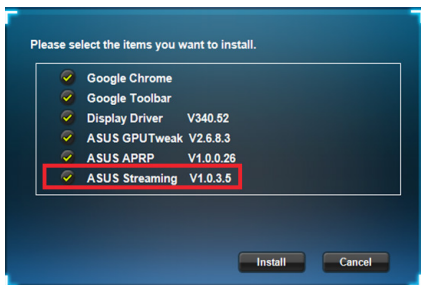 Please select the items you want to install.
Google Chrome
Google Toolbar
Display Driver V340.52
ASUS GPUTweak V2.6.8.3
ASUS APRP V1.0.0.26
ASUS Streaming V1.0.3.5
Install Cancel